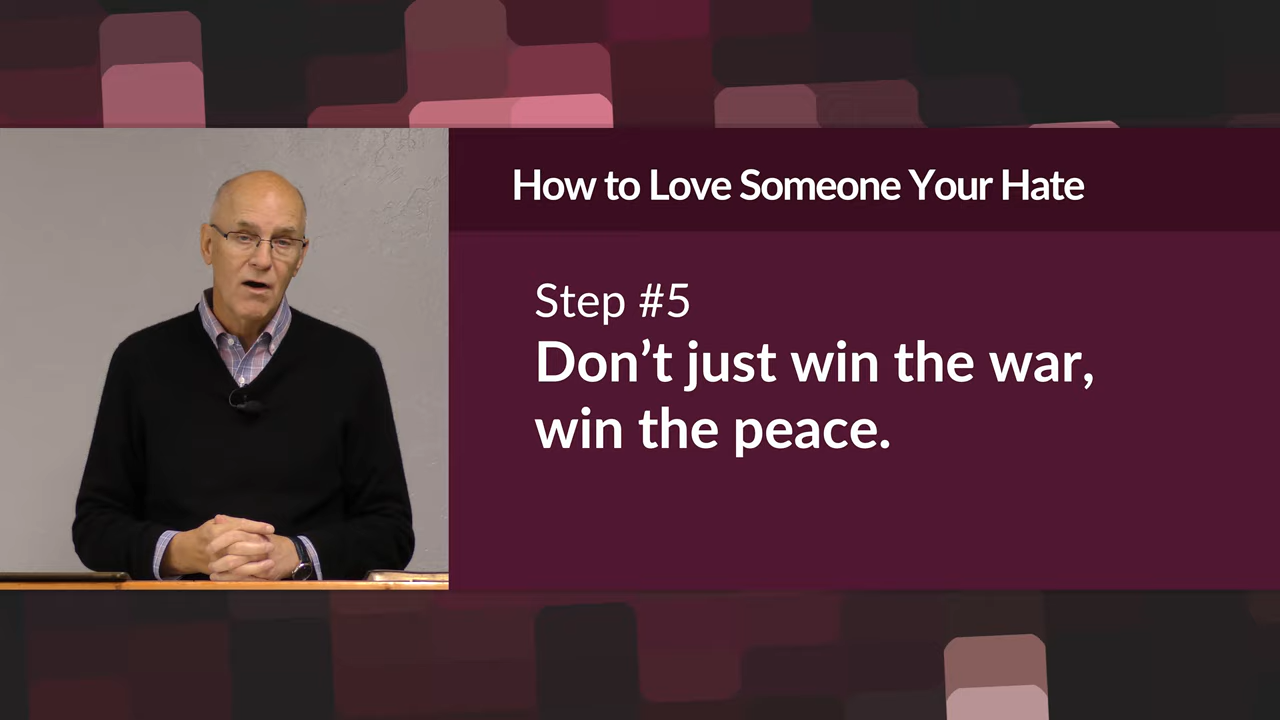 How to Love Someone Your Hate
Step #5
Don’t just win the war,
win the peace.